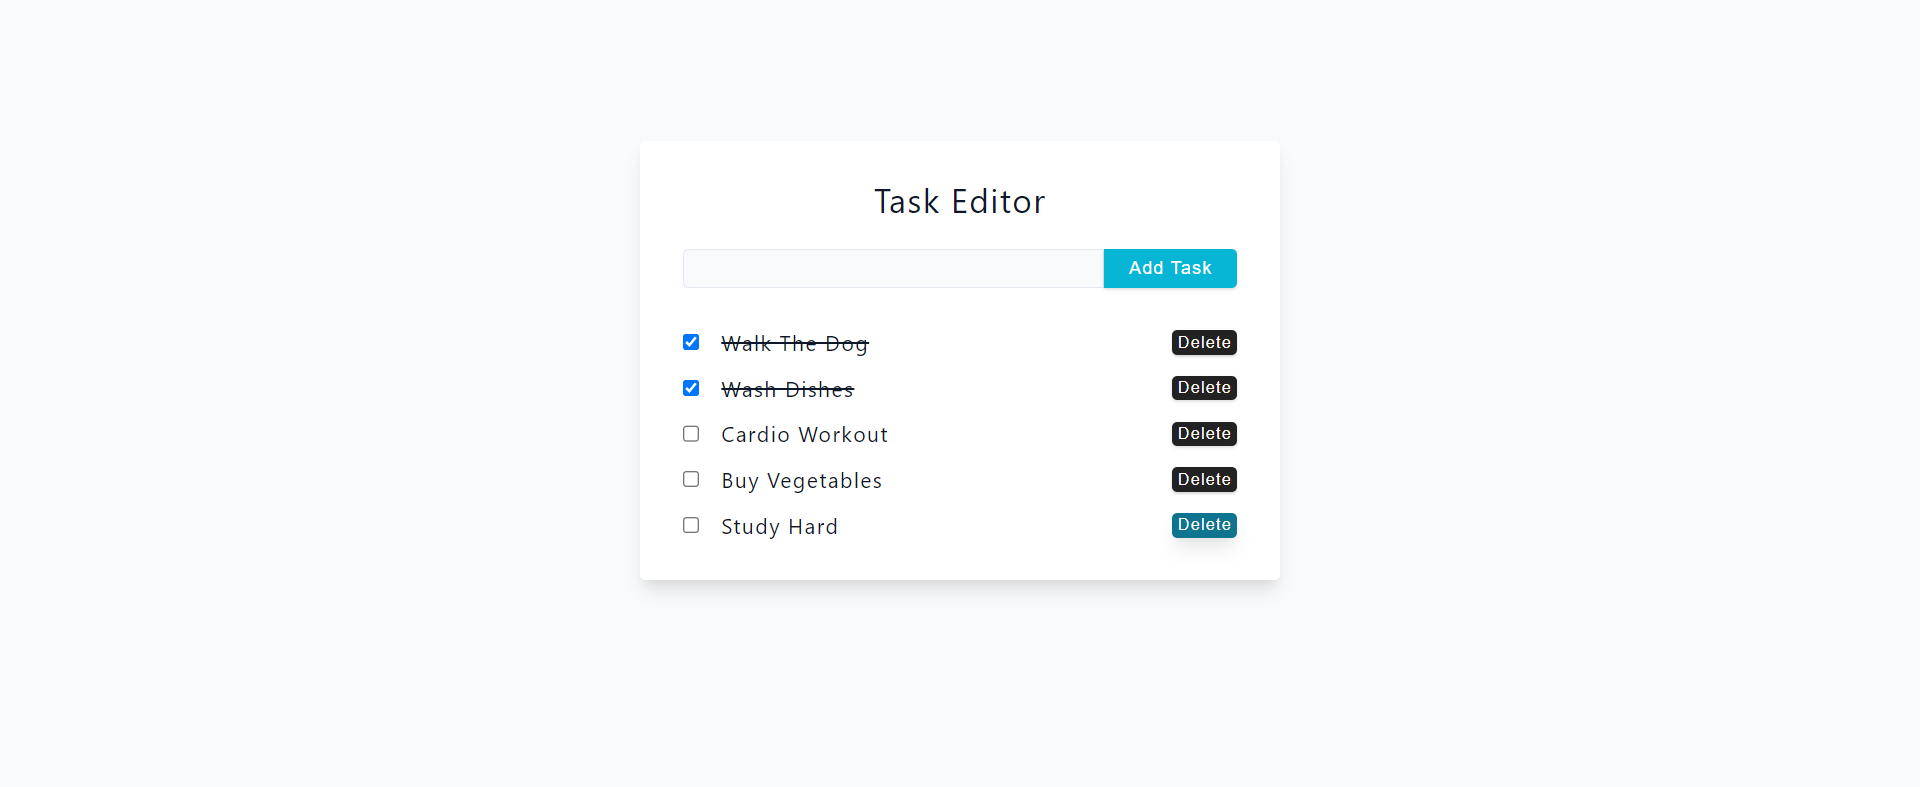 Task Editor
Add Task
Walk The Dog Delete
Wash Dishes Delete
Cardio Workout Delete
Buy Vegetables Delete
Study Hard Delete